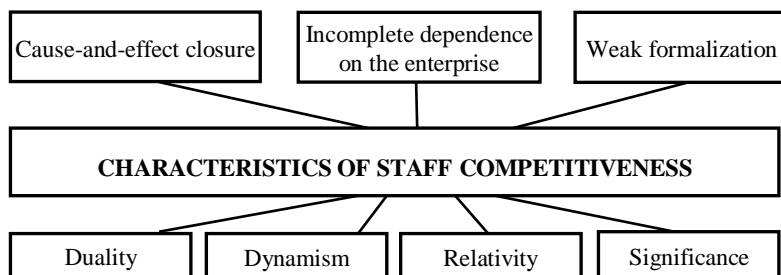 Cause-and-effect closure
Incomplete dependence
on the enterprise
Weak formalization
CHARACTERISTICS OF STAFF COMPETITIVENESS
Duality
Dynamism
Relativity
Significance